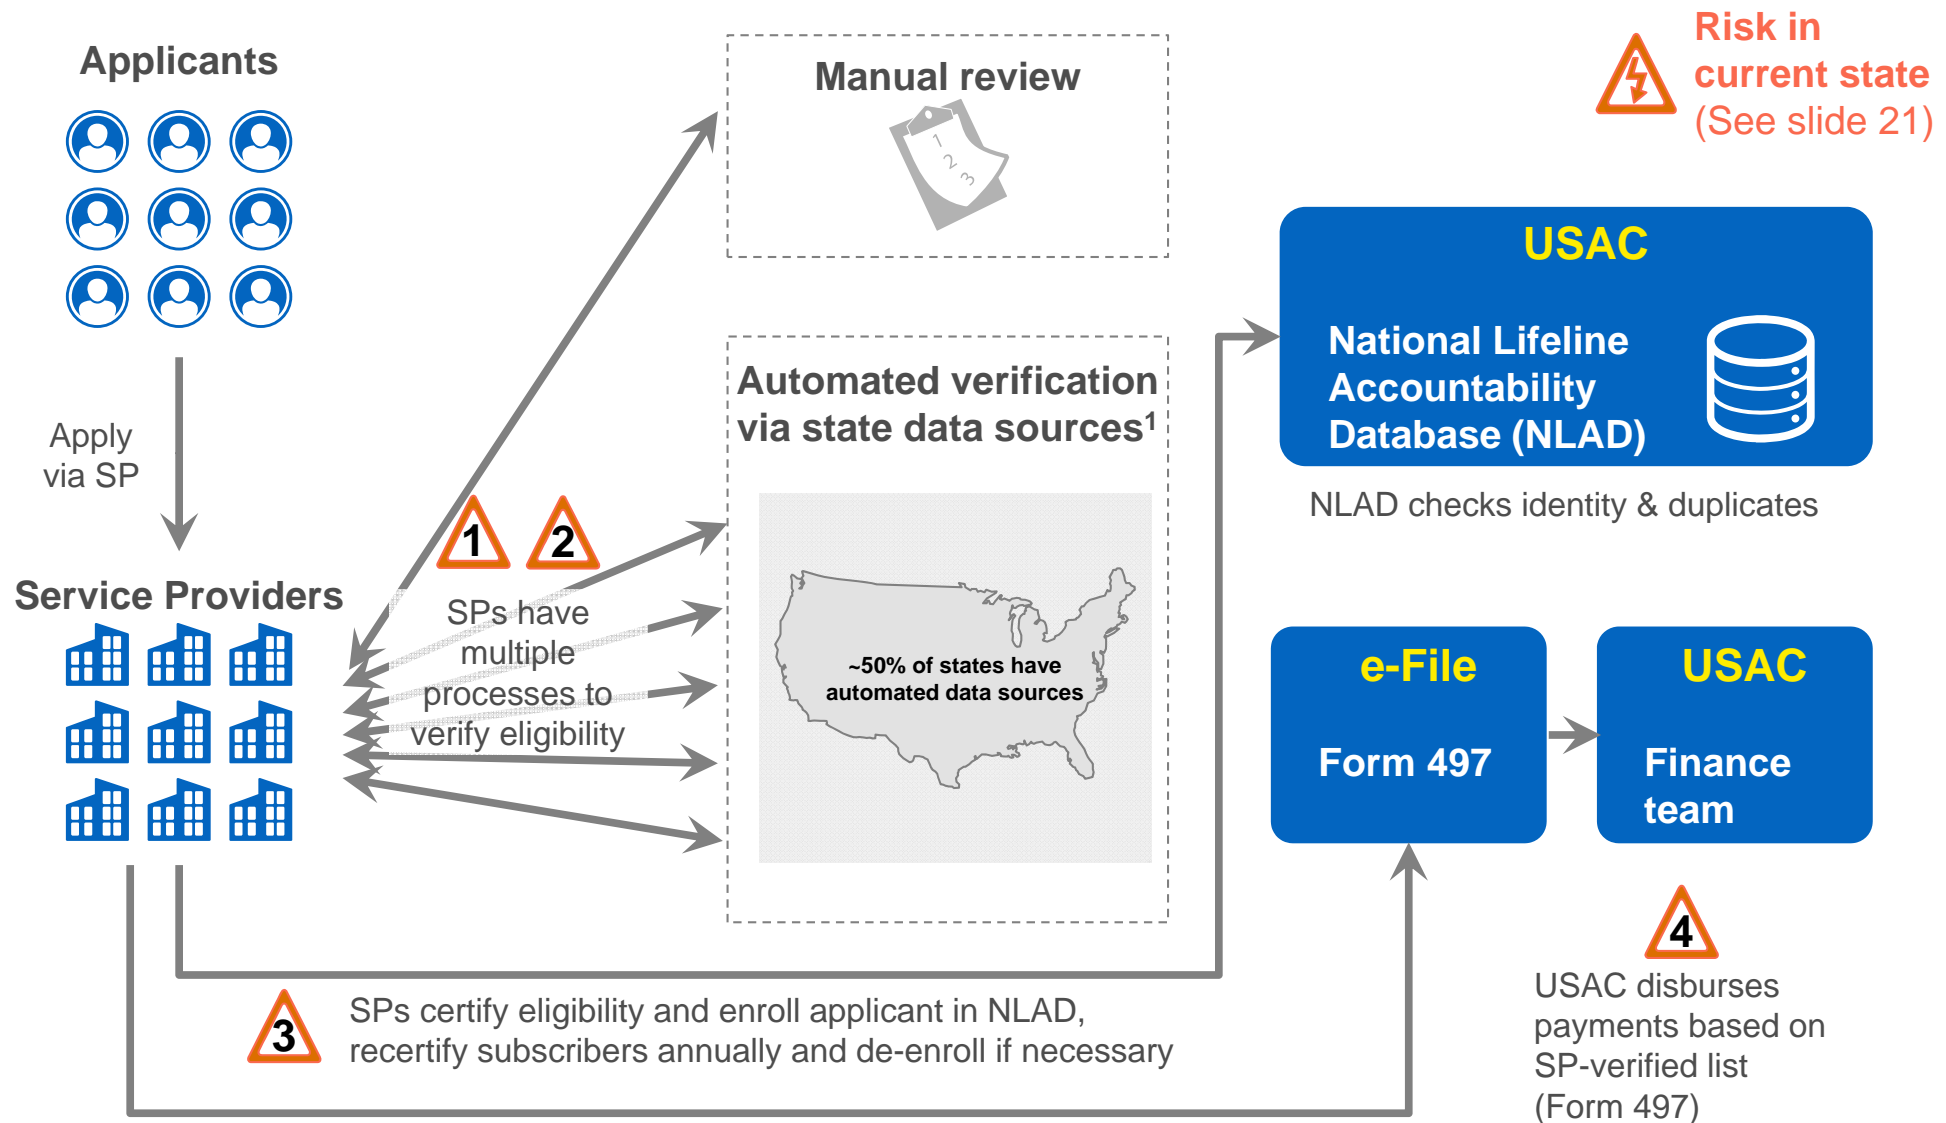 Applicants
Apply
via SP
Service Providers
Manual review
1
2
3
Automated verification
via state data sources¹
~50% of states have
automated data sources
1
2
SPs have
multiple
processes to
verify eligibility
Risk in
current state
(See slide 21)
USAC
National Lifeline
Accountability
Database (NLAD)
NLAD checks identity & duplicates
e-File
Form 497
USAC
Finance
team
3
SPs certify eligibility and enroll applicant in NLAD,
recertify subscribers annually and de-enroll if necessary
4
USAC disburses
payments based on
SP-verified list
(Form 497)